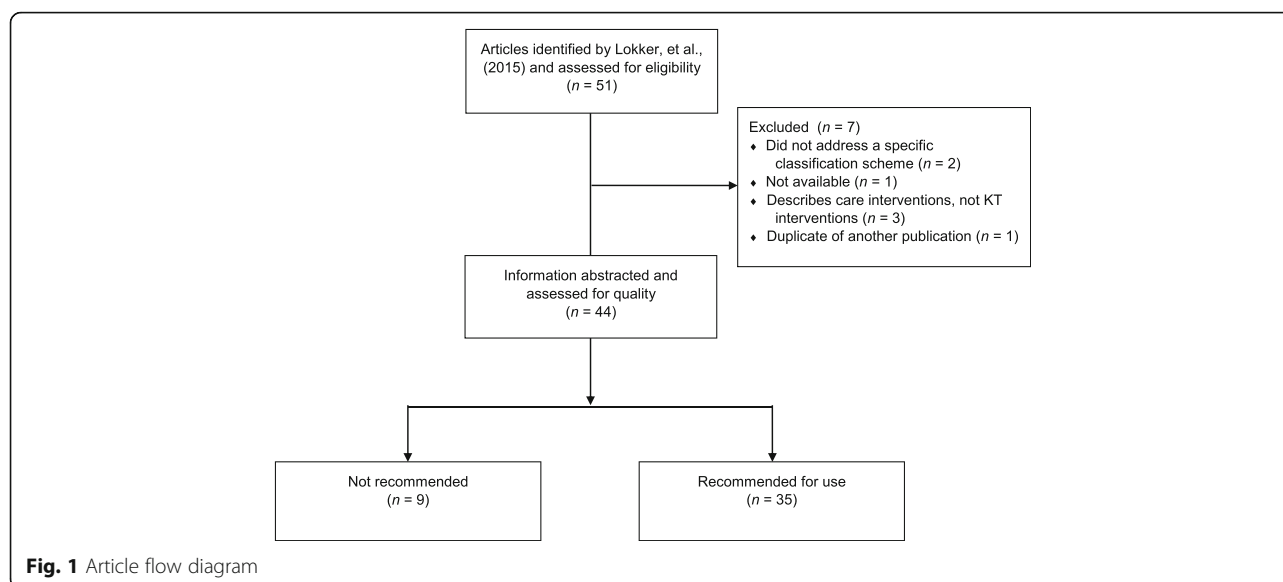 Articles identified by Lokker, et al.,
(2015) and assessed for eligibility
(n = 51)
Excluded (n = 7)
♦ Did not address a specific
classification scheme (n = 2)
♦ Not available (n = 1)
♦ Describes care interventions, not KT
interventions (n = 3)
♦ Duplicate of another publication (n = 1)
Information abstracted and
assessed for quality
(n = 44)
Not recommended
(n = 9)
Recommended for use
(n = 35)
Fig. 1 Article flow diagram